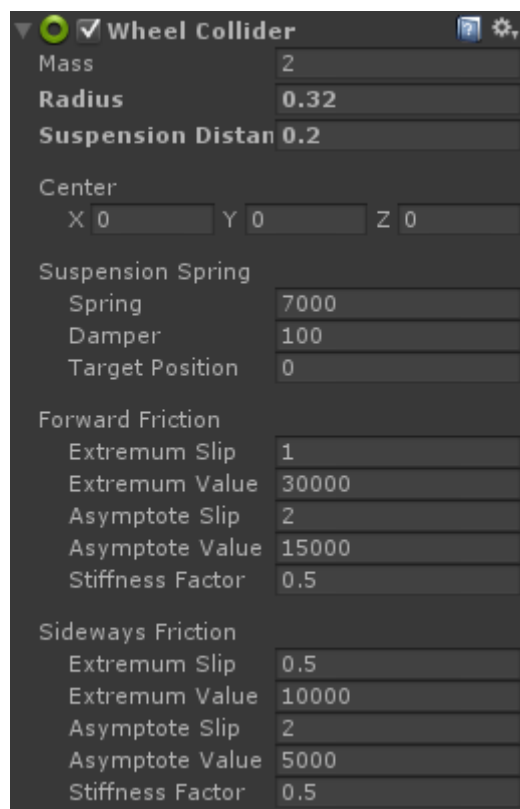 Wheel Collider
Mass 2
Radius 0.32
Suspension Distan 0.2
Center
X 0 Y 0 Z 0
Suspension Spring
Spring 7000
Damper 100
Target Position 0
Forward Friction
Extremum Slip 1
Extremum Value 30000
Asymptote Slip 2
Asymptote Value 15000
Stiffness Factor 0.5
Sideways Friction
Extremum Slip 0.5
Extremum Value 10000
Asymptote Slip 2
Asymptote Value 5000
Stiffness Factor 0.5